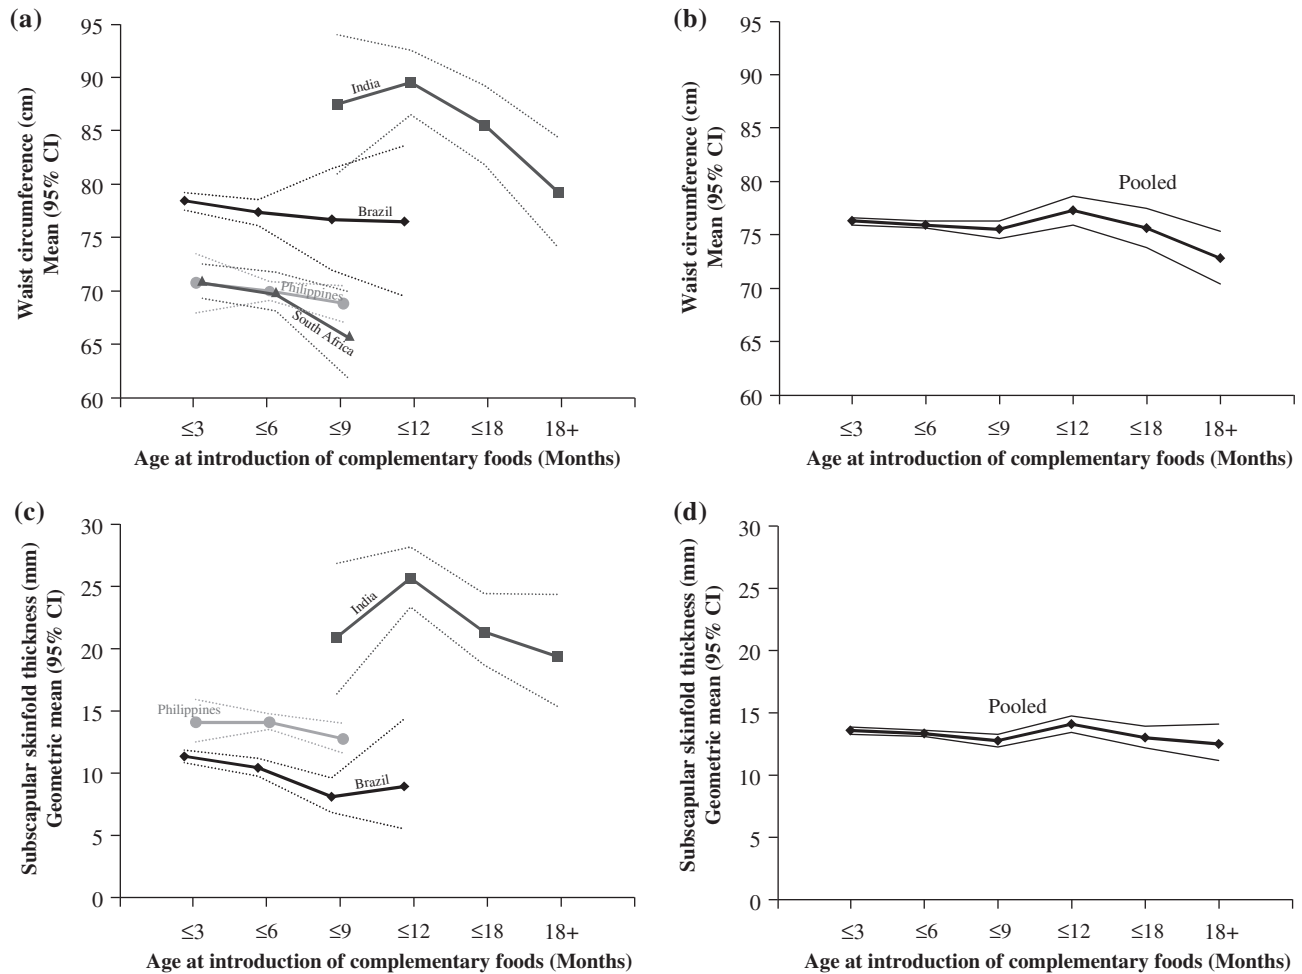 (a)
95
90
85
80
75
70
65
60
Waist circumference (cm)
Mean (95% CI)
India
Brazil
Philippines
South Africa
≤3 ≤6 ≤9 ≤12 ≤18 18+
Age at introduction of complementary foods (Months)
(b)
95
90
85
80
75
70
65
60
Waist circumference (cm)
Mean (95% CI)
Pooled
≤3 ≤6 ≤9 ≤12 ≤18 18+
Age at introduction of complementary foods (Months)
(c)
30
25
20
15
10
5
0
Subscapular skinfold thickness (mm)
Geometric mean (95% CI)
India
Philippines
Brazil
≤3 ≤6 ≤9 ≤12 ≤18 18+
Age at introduction of complementary foods (Months)
(d)
30
25
20
15
10
5
0
Subscapular skinfold thickness (mm)
Geometric mean (95% CI)
Pooled
≤3 ≤6 ≤9 ≤12 ≤18 18+
Age at introduction of complementary foods (Months)